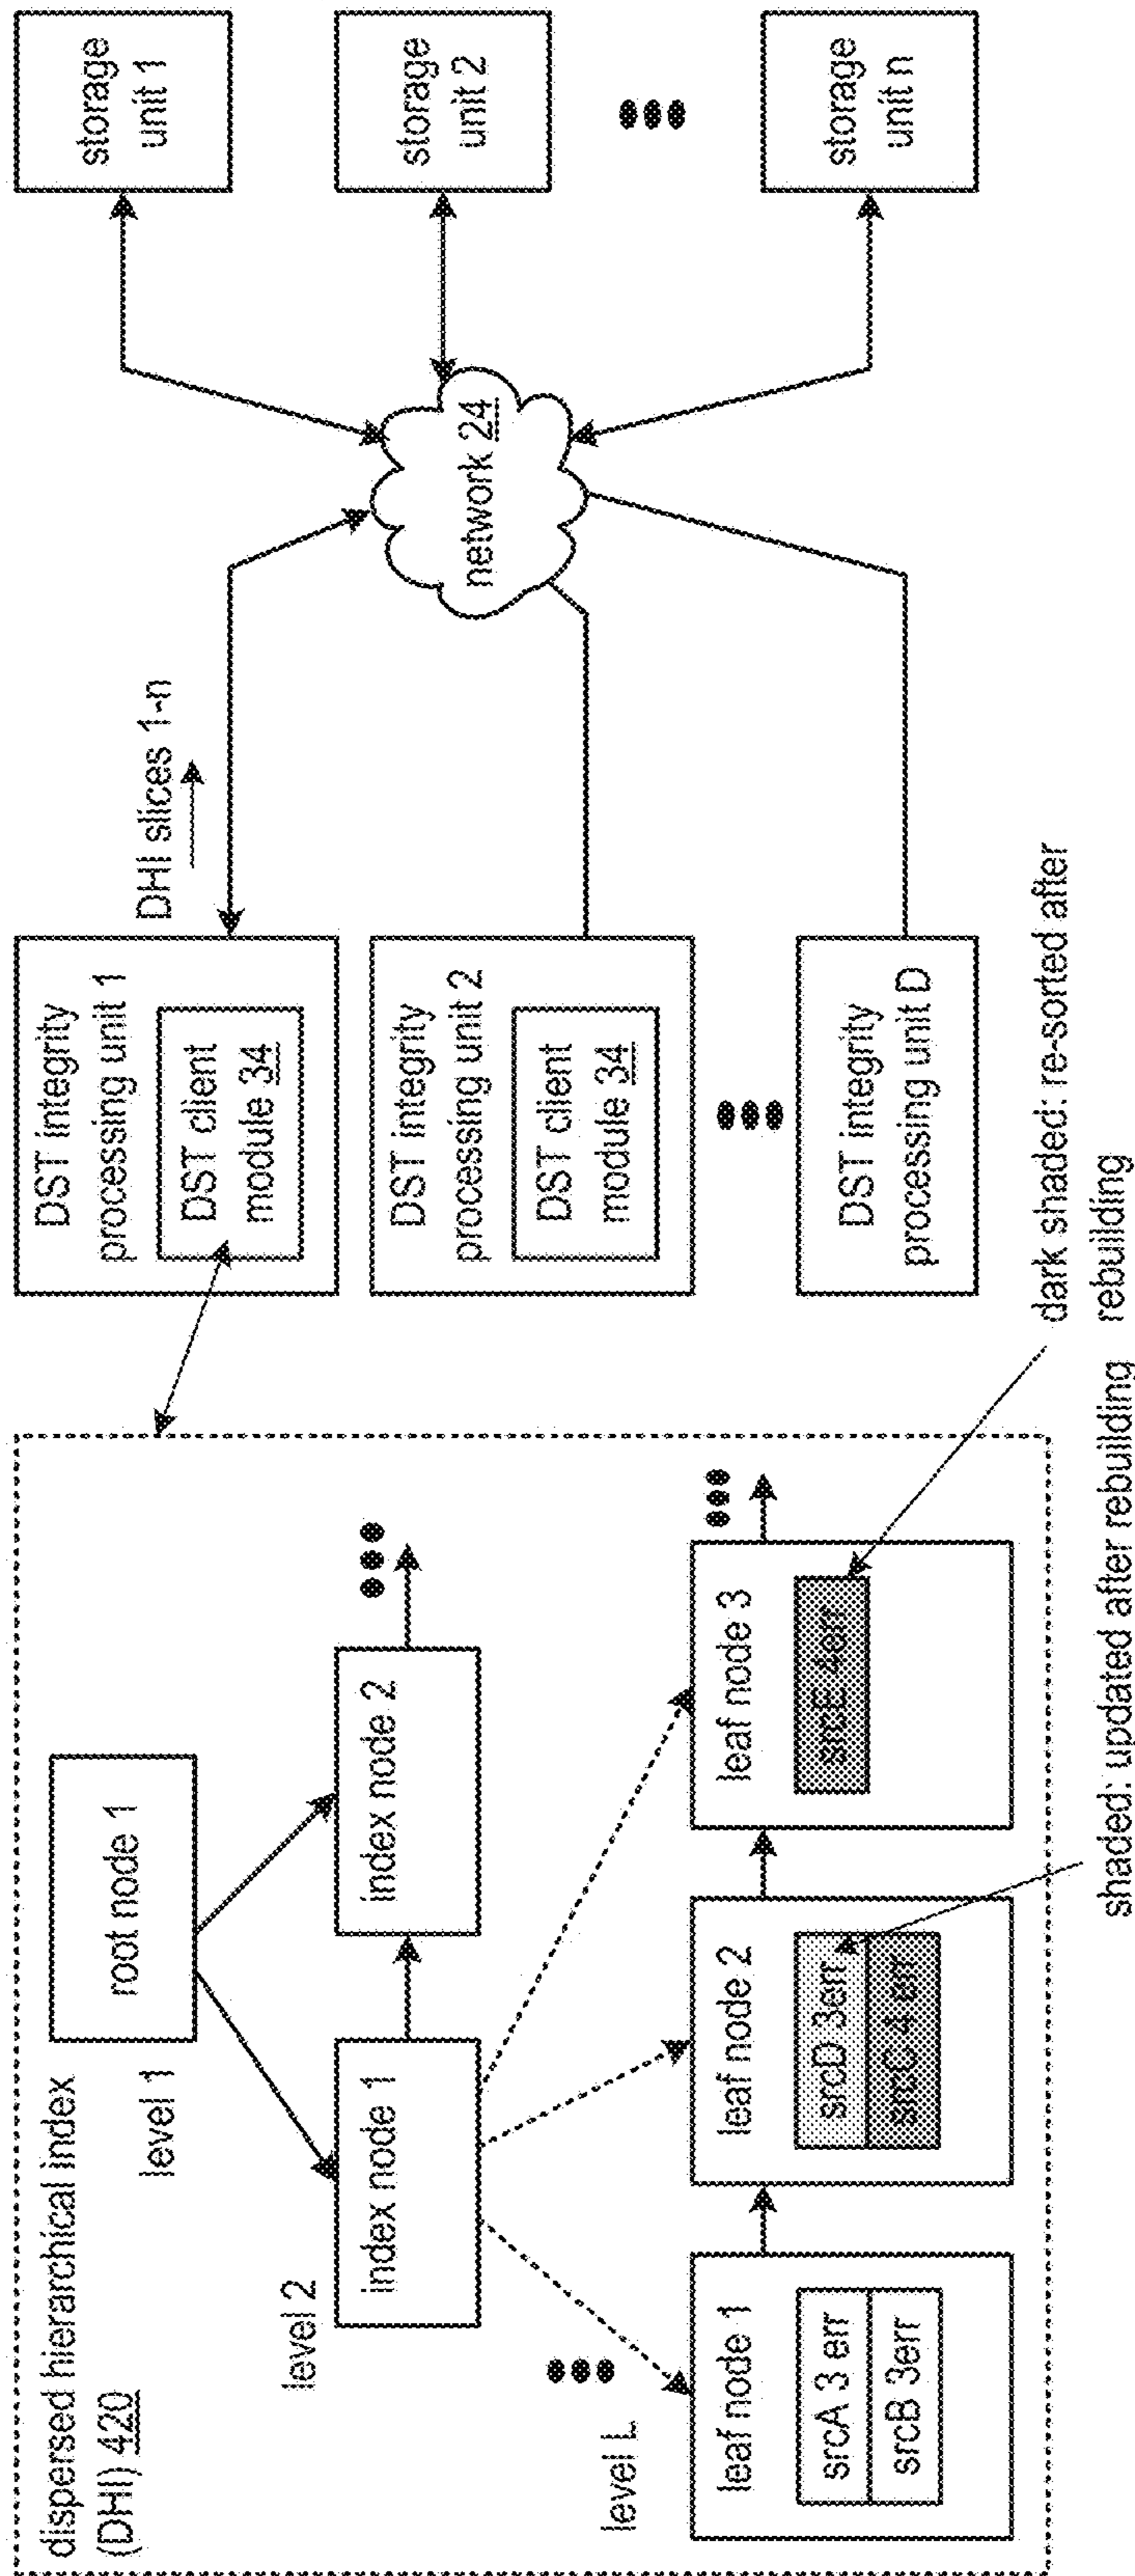 dispersed hierarchical index
(DHI) 420
level 1
root node 1
level 2
index node 1
index node 2
level L
leaf node 1
srcA 3 err
srcB 3err
leaf node 2
srcD 3err
srcC 4 err
leaf node 3
srcE 4err
shaded: updated after rebuilding
dark shaded: re-sorted after
rebuilding
DST integrity
processing unit 1
DST client
module 34
DST integrity
processing unit 2
DST client
module 34
DST integrity
processing unit D
DHI slices 1-n
network 24
storage
unit 1
storage
unit 2
storage
unit n